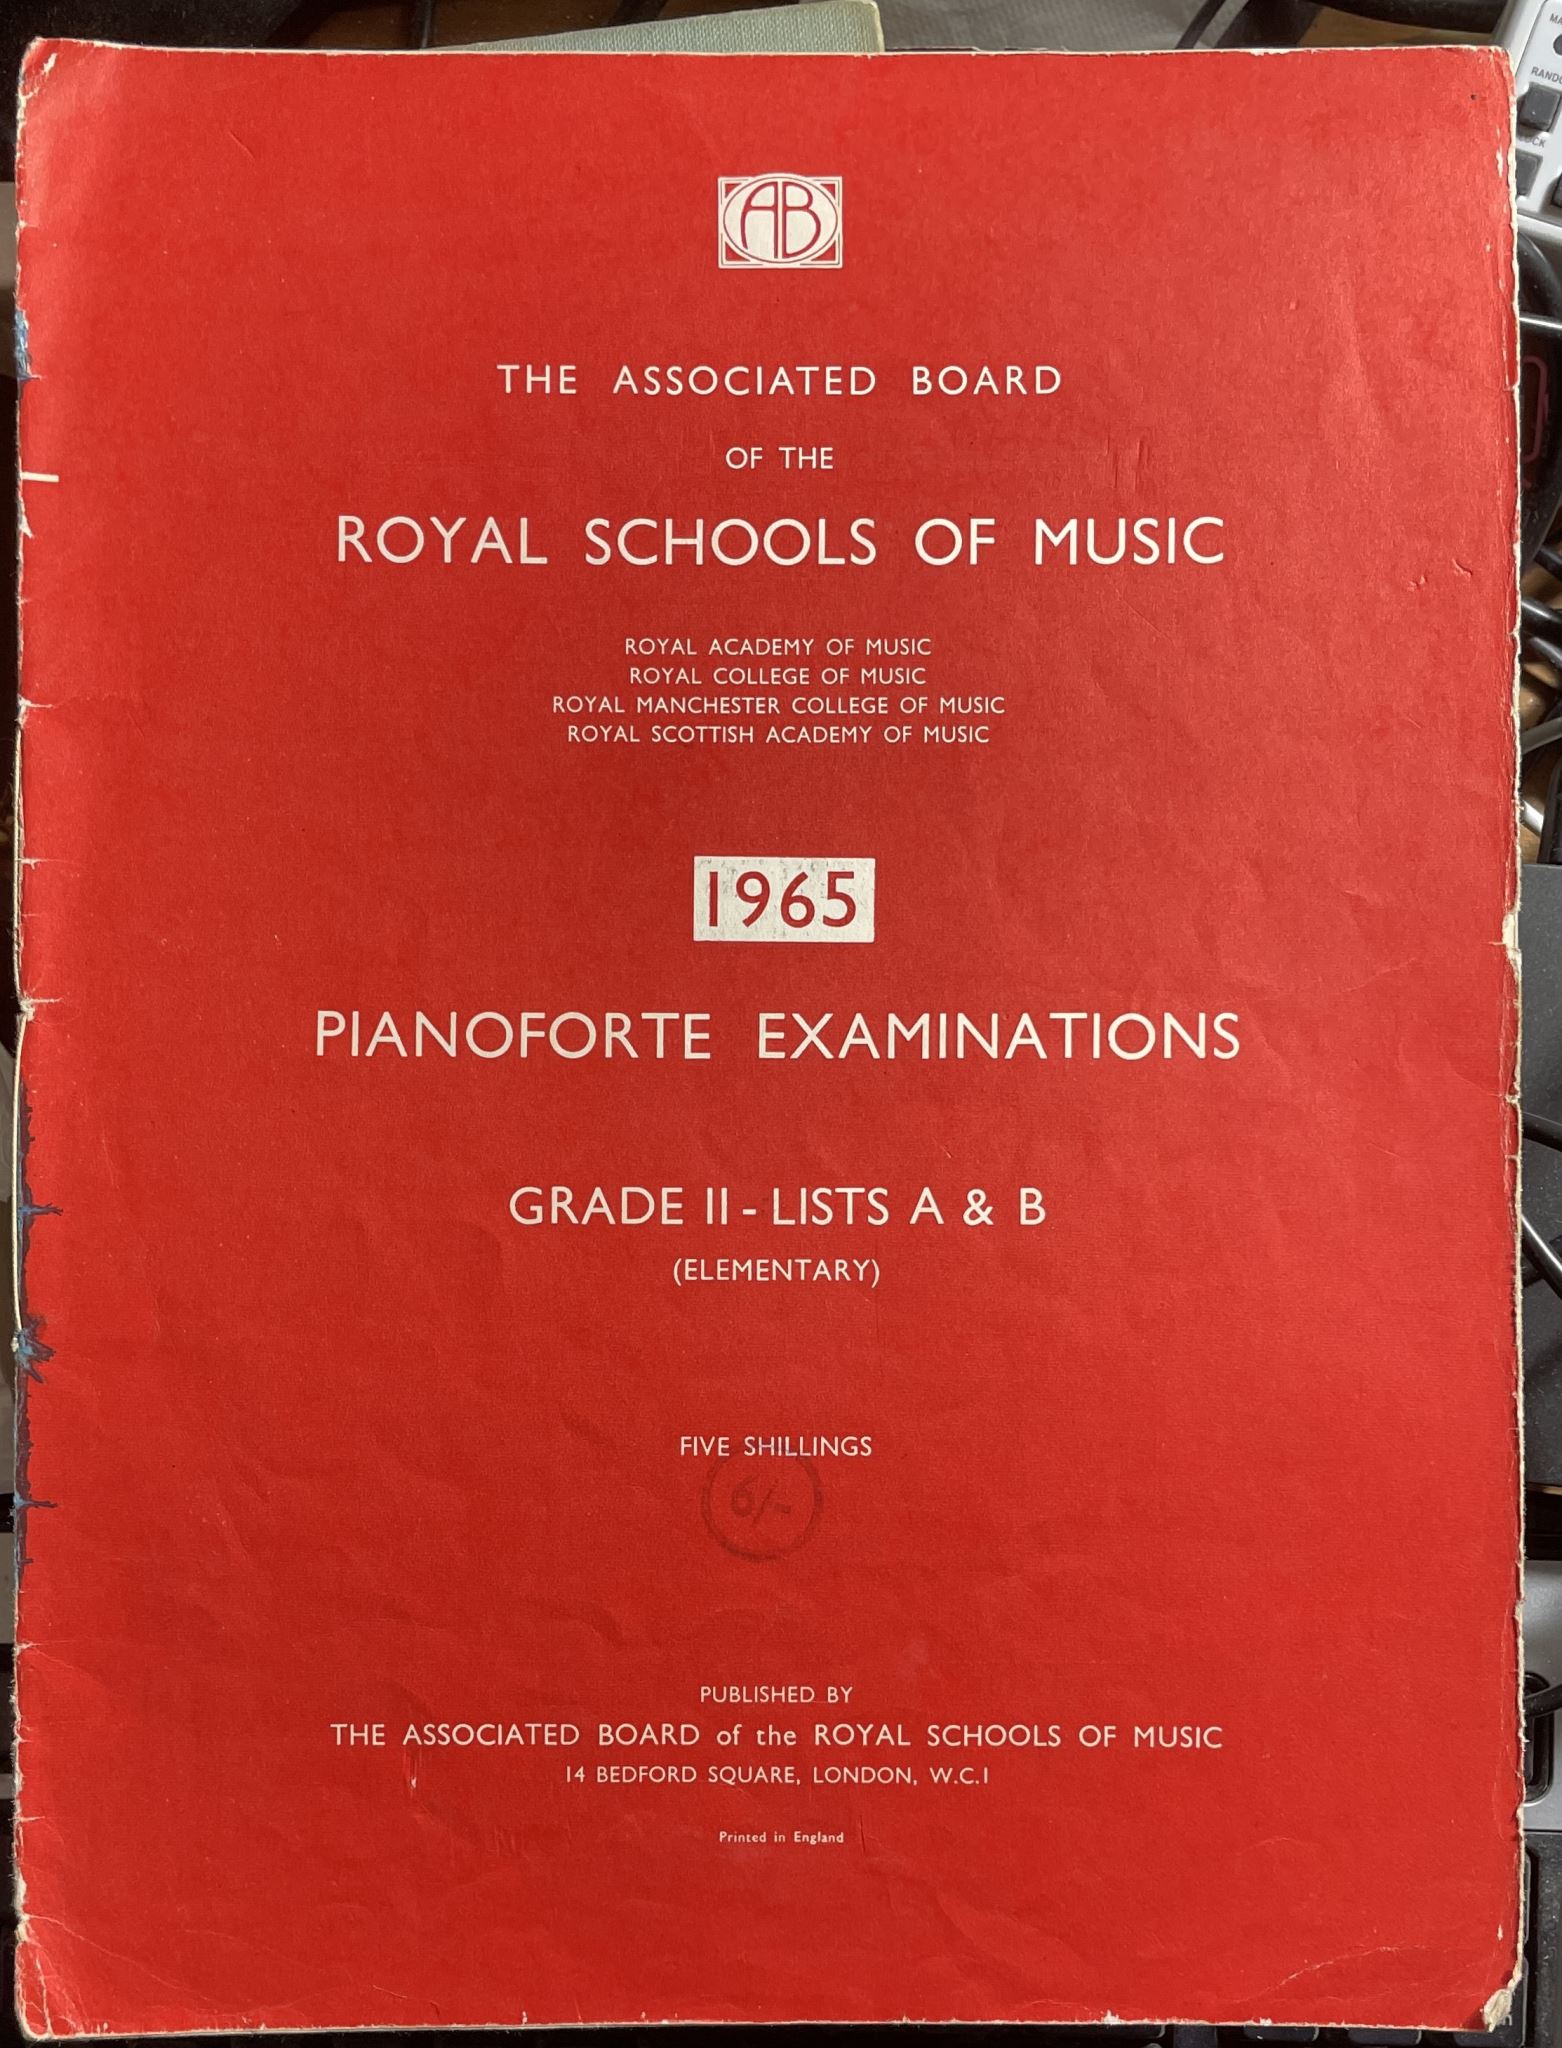 AB
THE ASSOCIATED BOARD
OF THE
ROYAL SCHOOLS OF MUSIC
ROYAL ACADEMY OF MUSIC
ROYAL COLLEGE OF MUSIC
ROYAL MANCHESTER COLLEGE OF MUSIC
ROYAL SCOTTISH ACADEMY OF MUSIC
1965
PIANOFORTE EXAMINATIONS
GRADE II - LISTS A & B
(ELEMENTARY)
FIVE SHILLINGS
6/-
PUBLISHED BY
THE ASSOCIATED BOARD of the ROYAL SCHOOLS OF MUSIC
14 BEDFORD SQUARE, LONDON, W.C.1
Printed in England